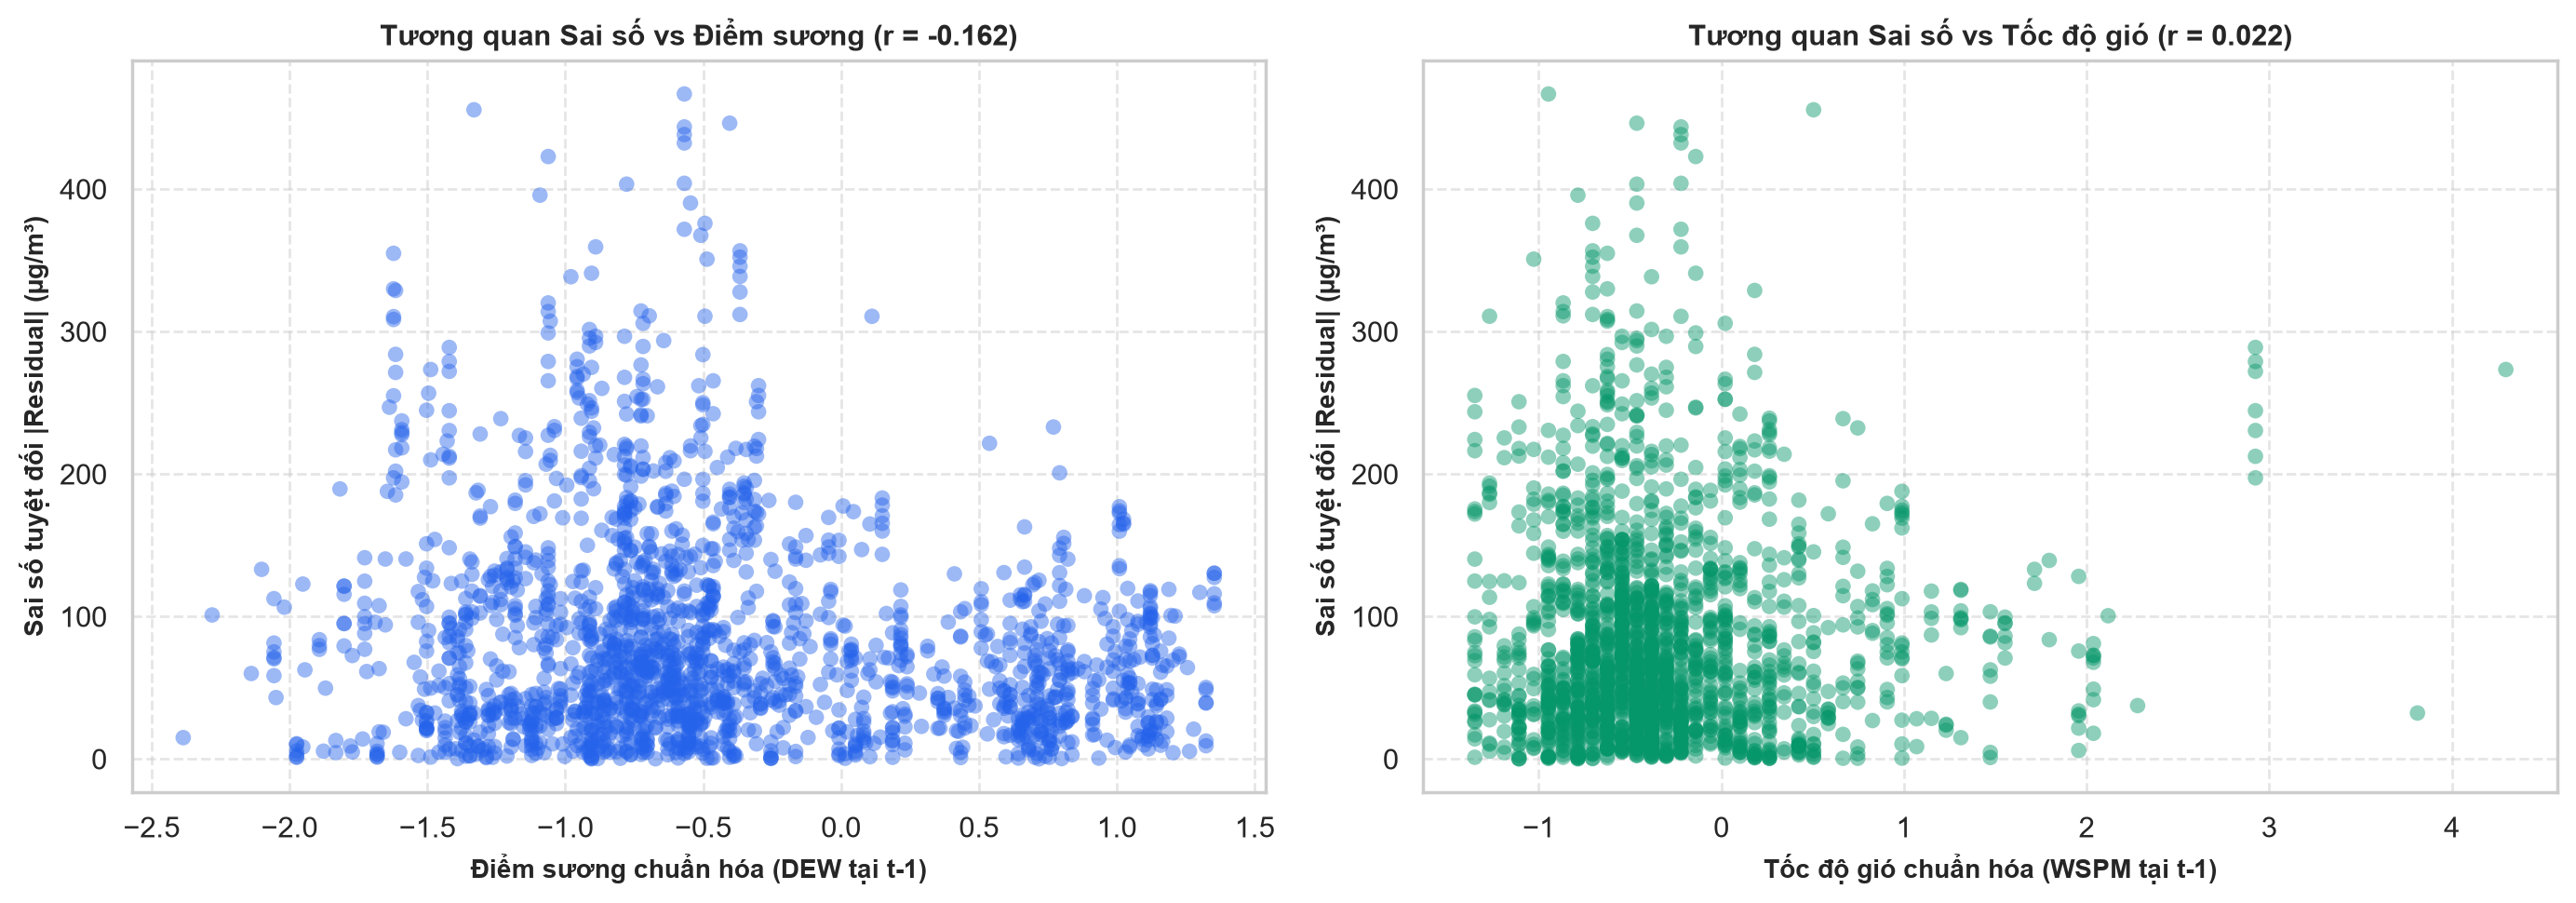 Tương quan Sai số vs Điểm sương (r = -0.162)
Sai số tuyệt đối |Residual| (µg/m³)
400
300
200
100
0
−2.5 −2.0 −1.5 −1.0 −0.5 0.0 0.5 1.0 1.5
Điểm sương chuẩn hóa (DEW tại t-1)
Tương quan Sai số vs Tốc độ gió (r = 0.022)
Sai số tuyệt đối |Residual| (µg/m³)
400
300
200
100
0
−1 0 1 2 3 4
Tốc độ gió chuẩn hóa (WSPM tại t-1)